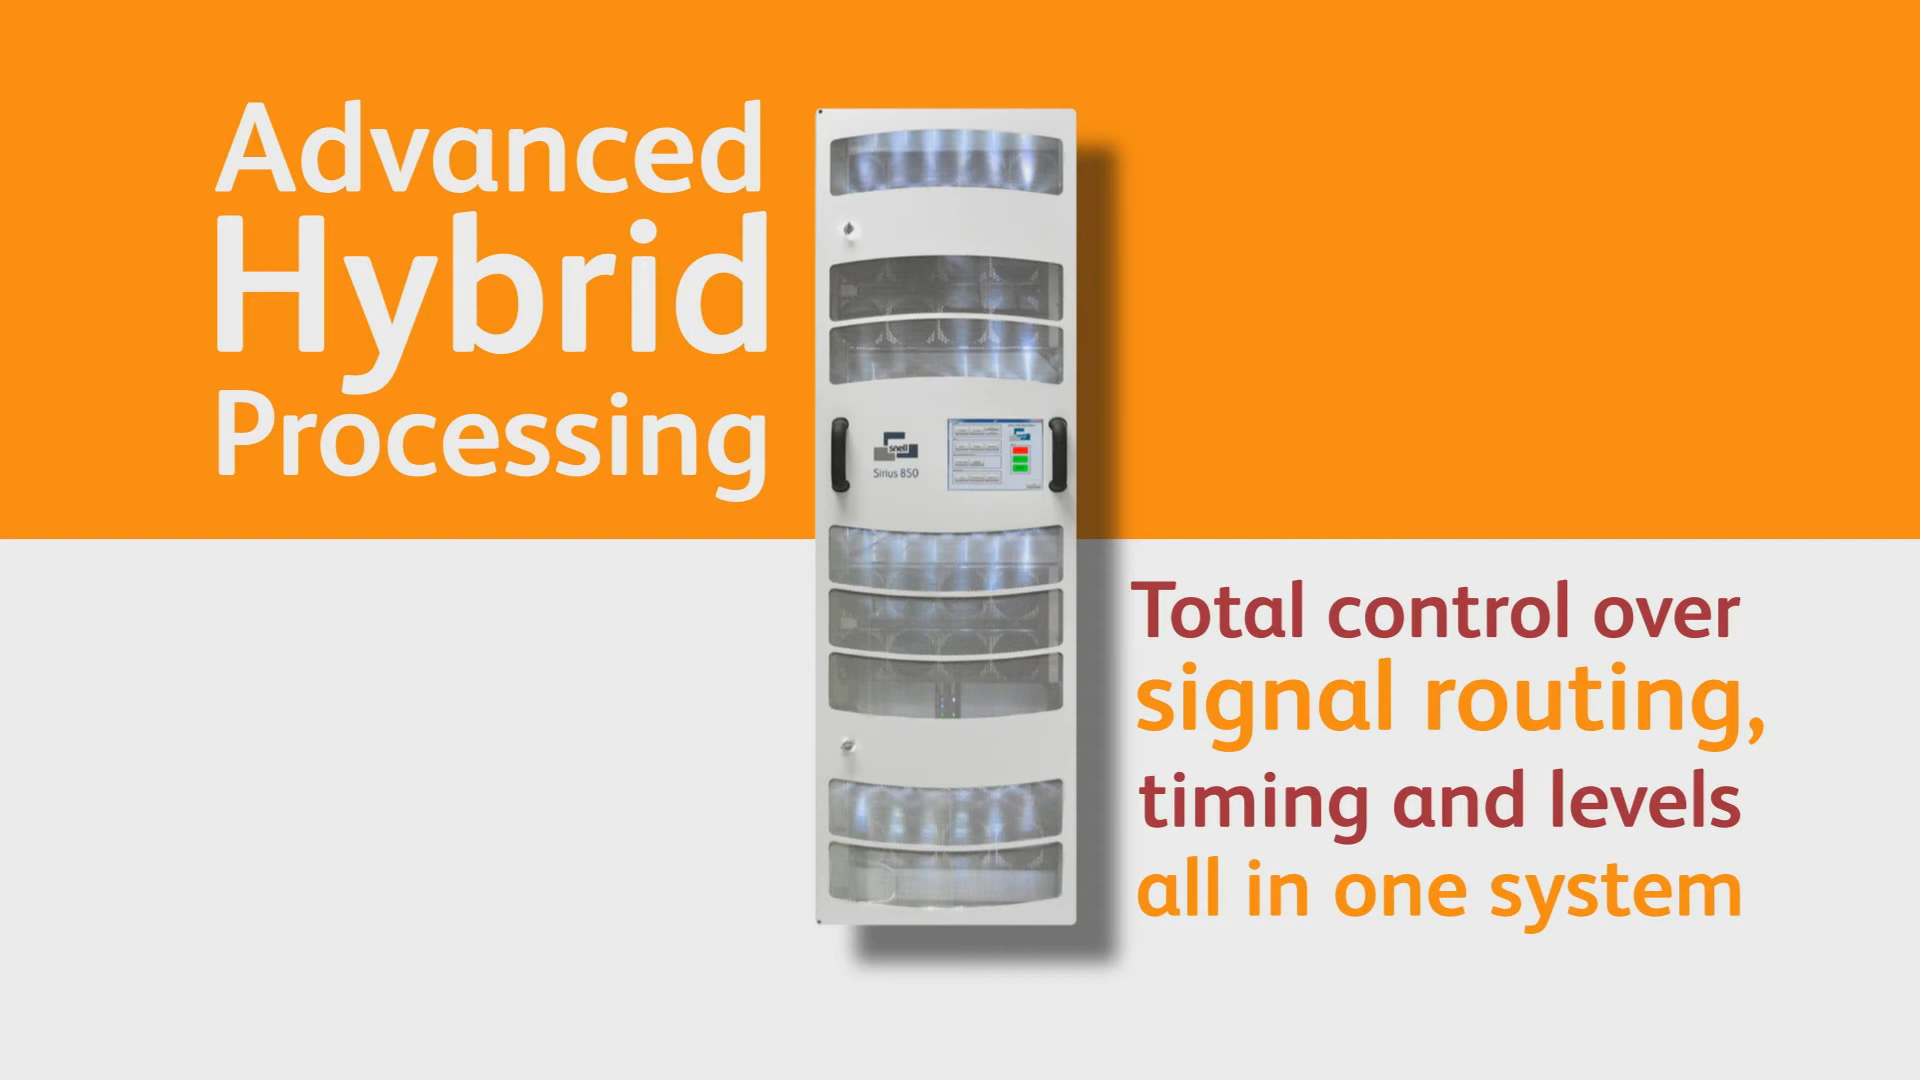 Advanced
Hybrid
Processing
snell
Sirius 850
Total control over
signal routing,
timing and levels
all in one system